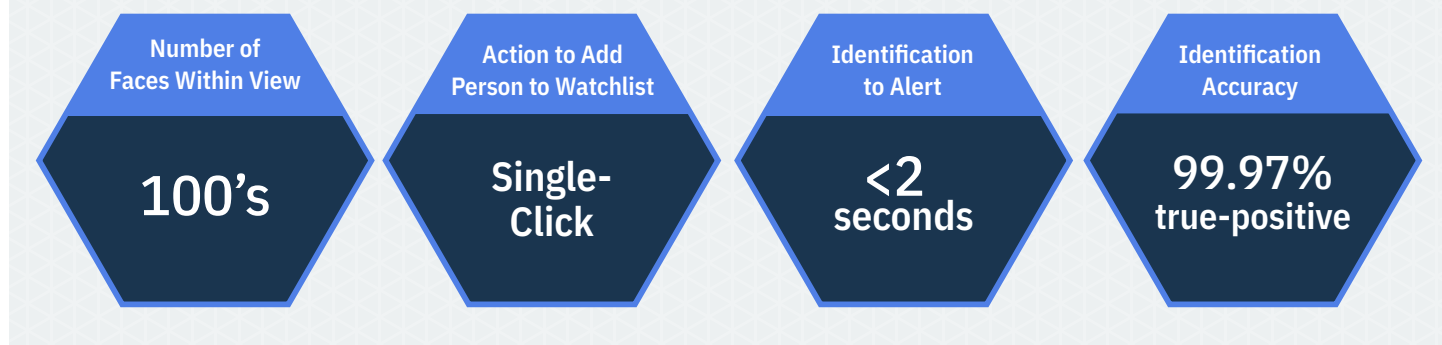 Number of
Faces Within View
100’s
Action to Add
Person to Watchlist
Single-
Click
Identification
to Alert
<2
seconds
Identification
Accuracy
99.97%
true-positive